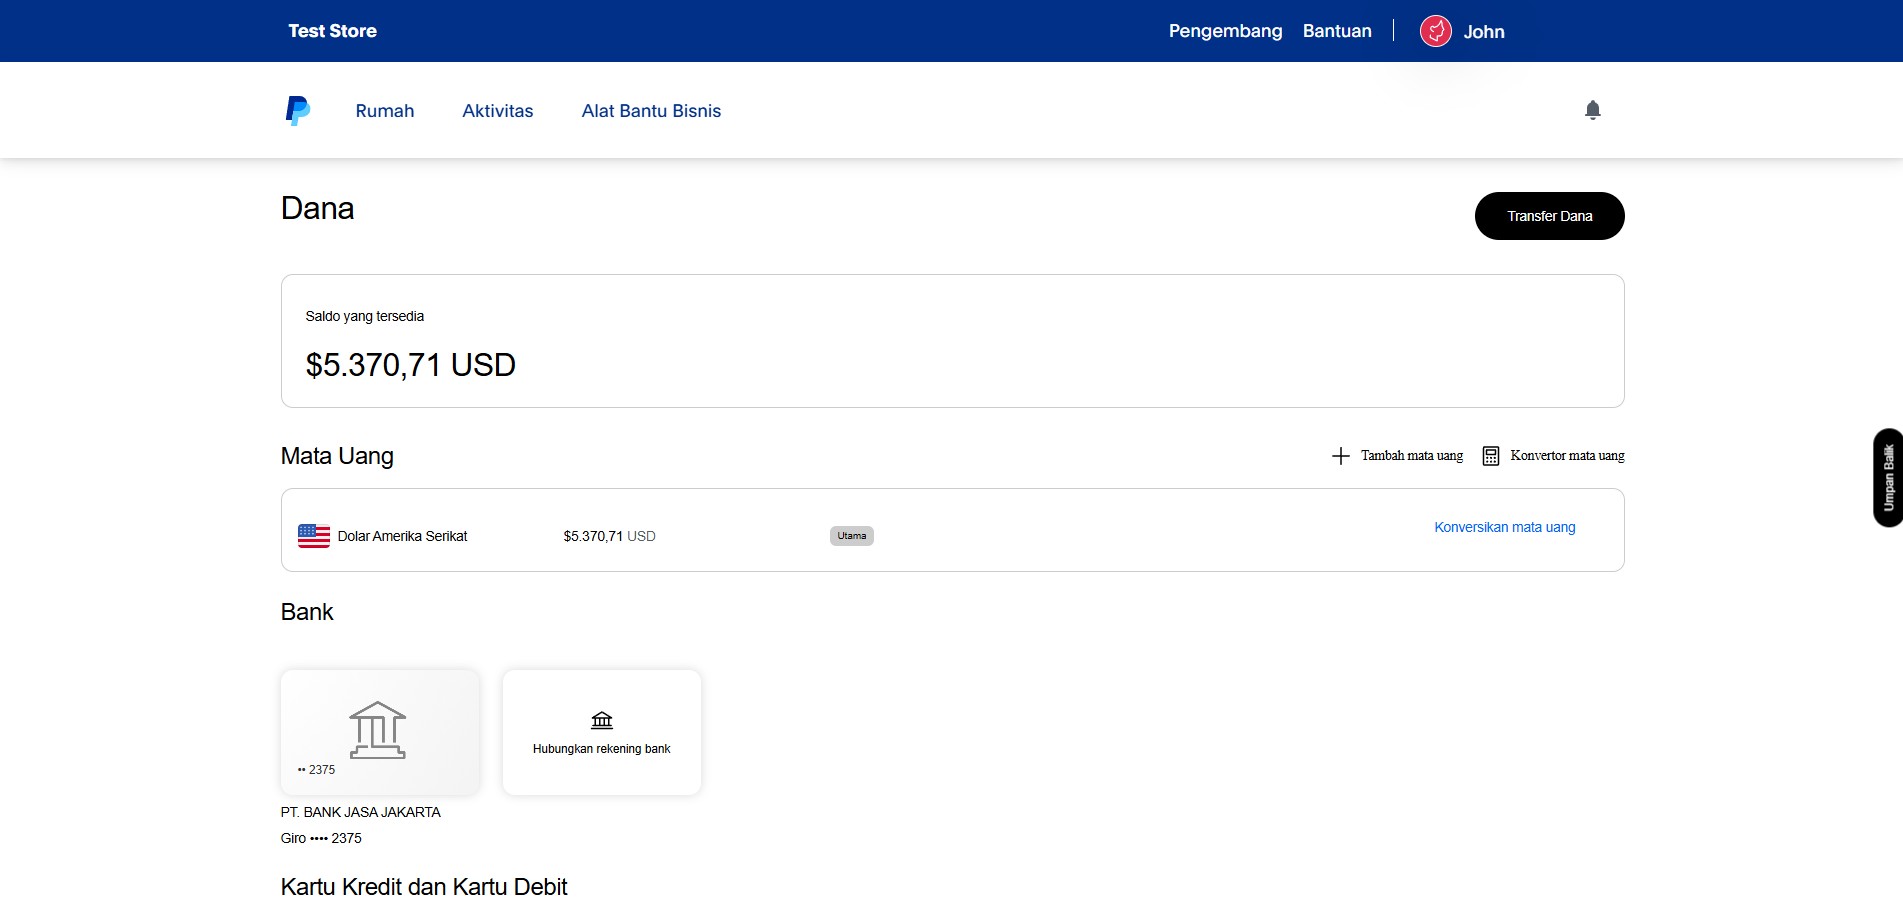 Test Store
Pengembang Bantuan John
Rumah Aktivitas Alat Bantu Bisnis
Dana
Transfer Dana
Saldo yang tersedia
$5.370,71 USD
Mata Uang
Tambah mata uang Konvertor mata uang
Dolar Amerika Serikat $5.370,71 USD Utama Konversikan mata uang
Umpan Balik
Bank
•• 2375
Hubungkan rekening bank
PT. BANK JASA JAKARTA
Giro •••• 2375
Kartu Kredit dan Kartu Debit